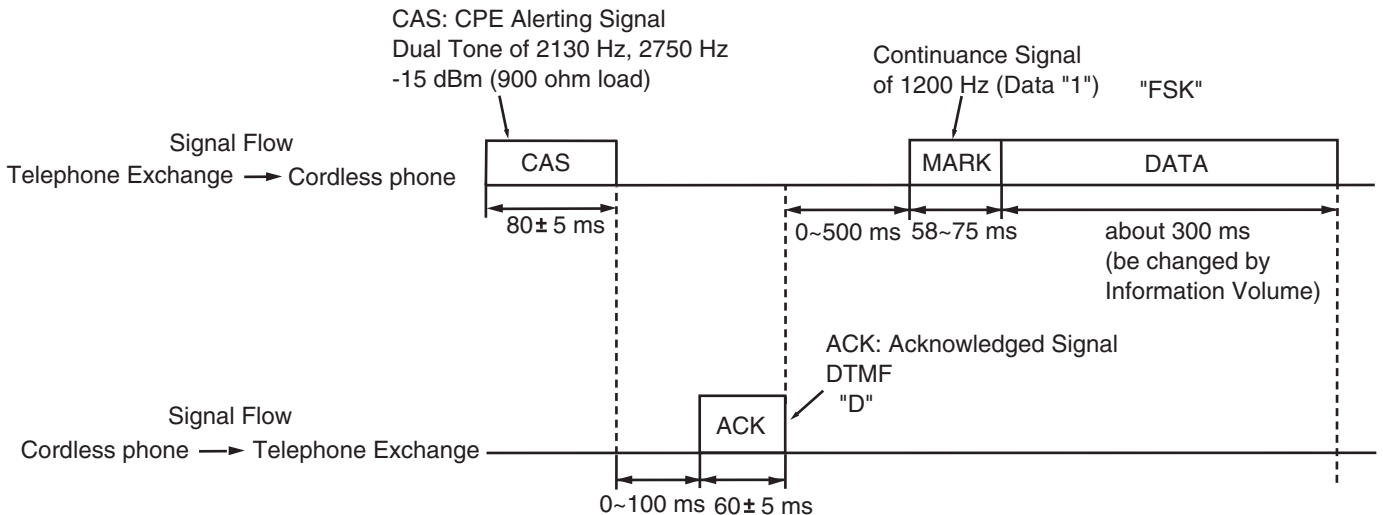 CAS: CPE Alerting Signal
Dual Tone of 2130 Hz, 2750 Hz
-15 dBm (900 ohm load)
Continuance Signal
of 1200 Hz (Data "1")
"FSK"
Signal Flow
Telephone Exchange → Cordless phone
CAS
MARK
DATA
80± 5 ms
0~500 ms
58~75 ms
about 300 ms
(be changed by
Information Volume)
ACK: Acknowledged Signal
DTMF
"D"
Signal Flow
Cordless phone → Telephone Exchange
ACK
0~100 ms
60± 5 ms